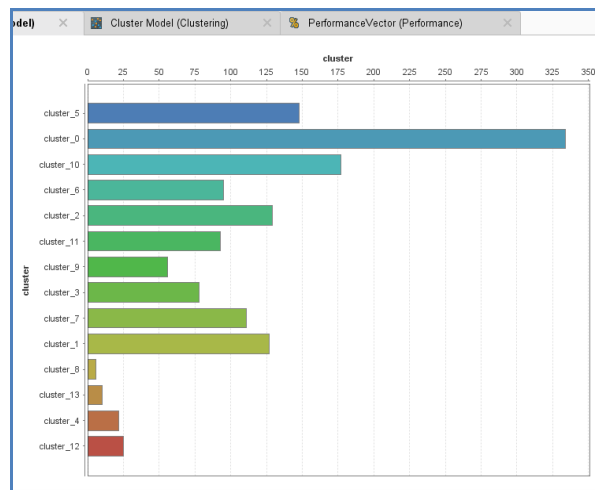 odel)
Cluster Model (Clustering)
PerformanceVector (Performance)
cluster
0 25 50 75 100 125 150 175 200 225 250 275 300 325 350
cluster_5
cluster_0
cluster_10
cluster_6
cluster_2
cluster_11
cluster_9
cluster_3
cluster_7
cluster_1
cluster_8
cluster_13
cluster_4
cluster_12
cluster